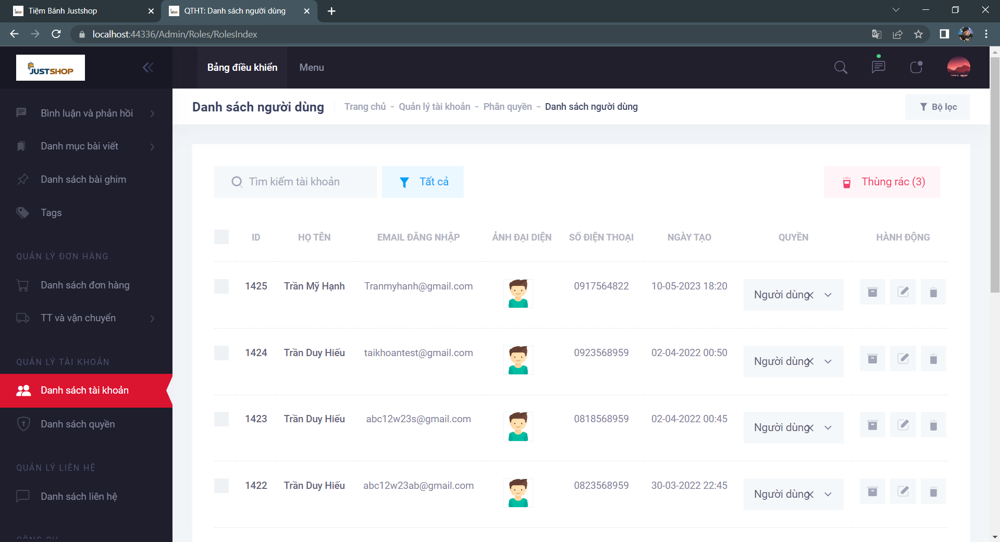 Tiệm Bánh Justshop
QTHT: Danh sách người dùng
localhost:44336/Admin/Roles/RolesIndex
JUSTSHOP
Bảng điều khiển
Menu
Bình luận và phản hồi
Danh mục bài viết
Danh sách bài ghim
Tags
QUẢN LÝ ĐƠN HÀNG
Danh sách đơn hàng
TT và vận chuyển
QUẢN LÝ TÀI KHOẢN
Danh sách tài khoản
Danh sách quyền
QUẢN LÝ LIÊN HỆ
Danh sách liên hệ
Danh sách người dùng
Trang chủ - Quản lý tài khoản - Phân quyền - Danh sách người dùng
Bộ lọc
Tìm kiếm tài khoản
Tất cả
Thùng rác (3)
ID HỌ TÊN EMAIL ĐĂNG NHẬP ẢNH ĐẠI DIỆN SỐ ĐIỆN THOẠI NGÀY TẠO QUYỀN HÀNH ĐỘNG
1425 Trần Mỹ Hạnh Tranmyhanh@gmail.com 0917564822 10-05-2023 18:20 Người dùng
1424 Trần Duy Hiếu taikhoantest@gmail.com 0923568959 02-04-2022 00:50 Người dùng
1423 Trần Duy Hiếu abc12w23s@gmail.com 0818568959 02-04-2022 00:45 Người dùng
1422 Trần Duy Hiếu abc12w23ab@gmail.com 0823568959 30-03-2022 22:45 Người dùng